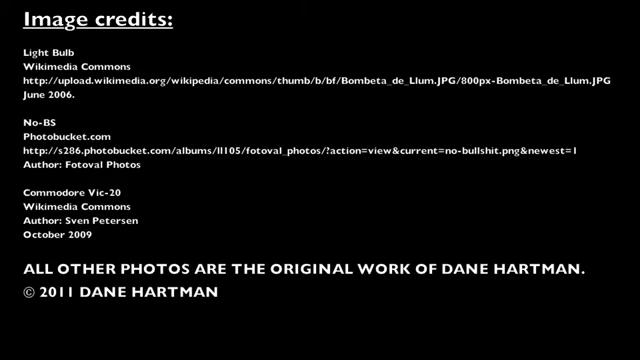 Image credits:
Light Bulb
Wikimedia Commons
http://upload.wikimedia.org/wikipedia/commons/thumb/b/bf/Bombeta_de_Llum.JPG/800px-Bombeta_de_Llum.JPG
June 2006.
No-BS
Photobucket.com
http://s286.photobucket.com/albums/ll105/fotoval_photos/?action=view&current=no-bullshit.png&newest=1
Author: Fotoval Photos
Commodore Vic-20
Wikimedia Commons
Author: Sven Petersen
October 2009
ALL OTHER PHOTOS ARE THE ORIGINAL WORK OF DANE HARTMAN.
© 2011 DANE HARTMAN